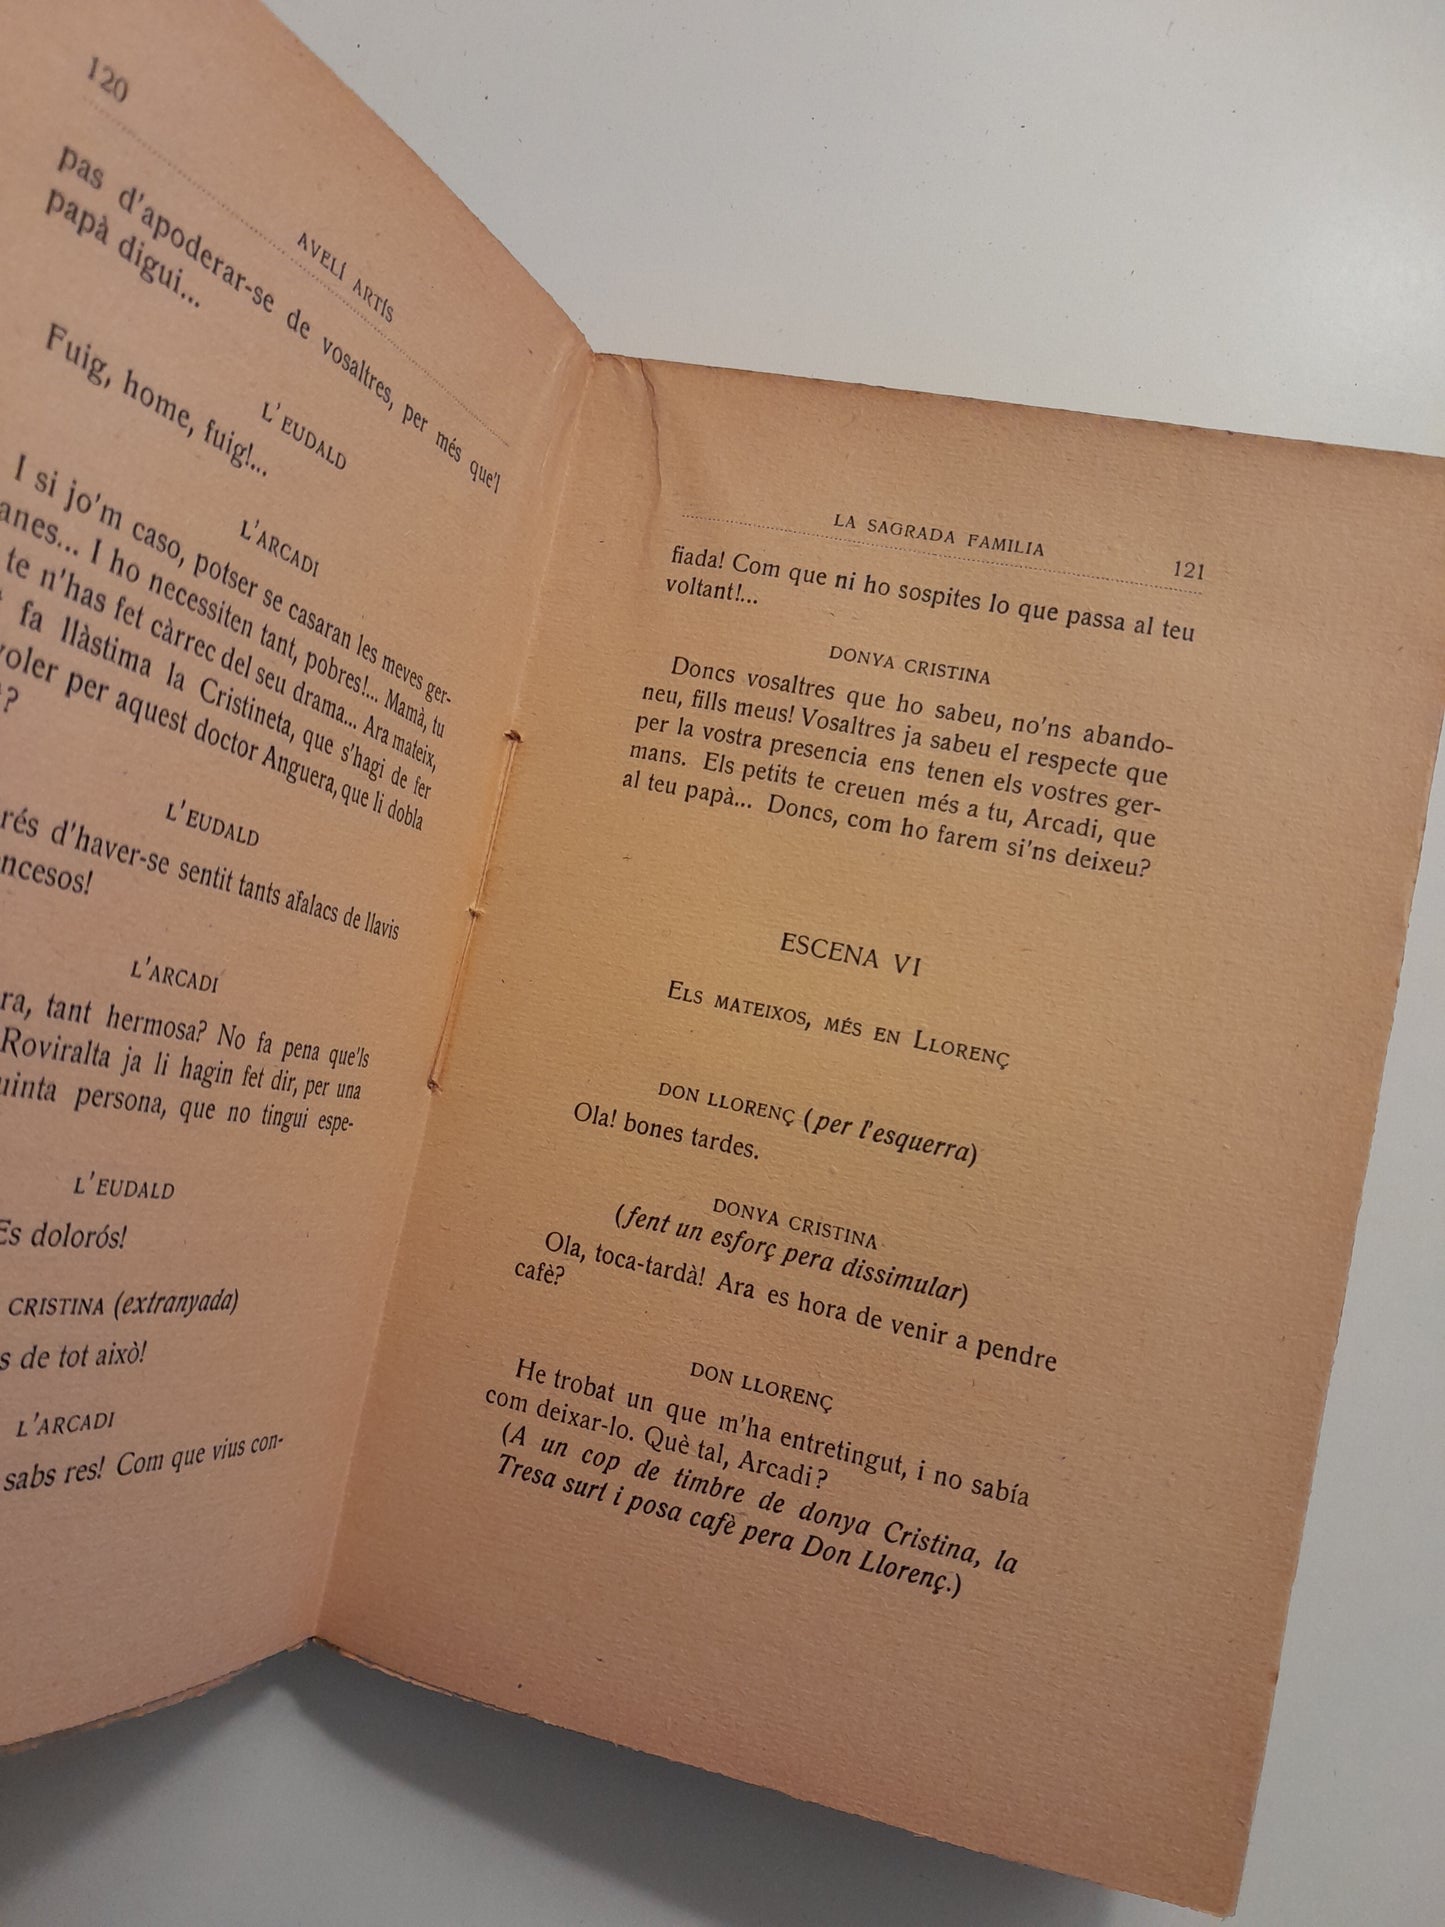 120
AVELÍ ARTÍS
pas d'apoderar-se de vosaltres, per més que'l
papà digui...
L'EUDALD
Fuig, home, fuig!...
L'ARCADI
I si jo'm caso, potser se casaran les meves ger-
anes... I ho necessiten tant, pobres!... Mamà, tu
te n'has fet càrrec del seu drama... Ara mateix,
fa llàstima la Cristineta, que s'hagi de fer
voler per aquest doctor Anguera, que li dobla
?
L'EUDALD
rés d'haver-se sentit tants afalacs de llavis
ncesos!
L'ARCADI
ra, tant hermosa? No fa pena que'ls
Roviralta ja li hagin fet dir, per una
uinta persona, que no tingui espe-
L'EUDALD
Es dolorós!
CRISTINA (extranyada)
s de tot això!
L'ARCADI
sabs res! Com que vius con-
LA SAGRADA FAMILIA
121
fiada! Com que ni ho sospites lo que passa al teu
voltant!...
DONYA CRISTINA
Doncs vosaltres que ho sabeu, no'ns abando-
neu, fills meus! Vosaltres ja sabeu el respecte que
per la vostra presencia ens tenen els vostres ger-
mans. Els petits te creuen més a tu, Arcadi, que
al teu papà... Doncs, com ho farem si'ns deixeu?
ESCENA VI
ELS MATEIXOS, MÉS EN LLORENÇ
DON LLORENÇ (per l'esquerra)
Ola! bones tardes.
DONYA CRISTINA
(fent un esforç pera dissimular)
Ola, toca-tardà! Ara es hora de venir a pendre
cafè?
DON LLORENÇ
He trobat un que m'ha entretingut, i no sabía
com deixar-lo. Què tal, Arcadi?
(A un cop de timbre de donya Cristina, la
Tresa surt i posa cafè pera Don Llorenç.)